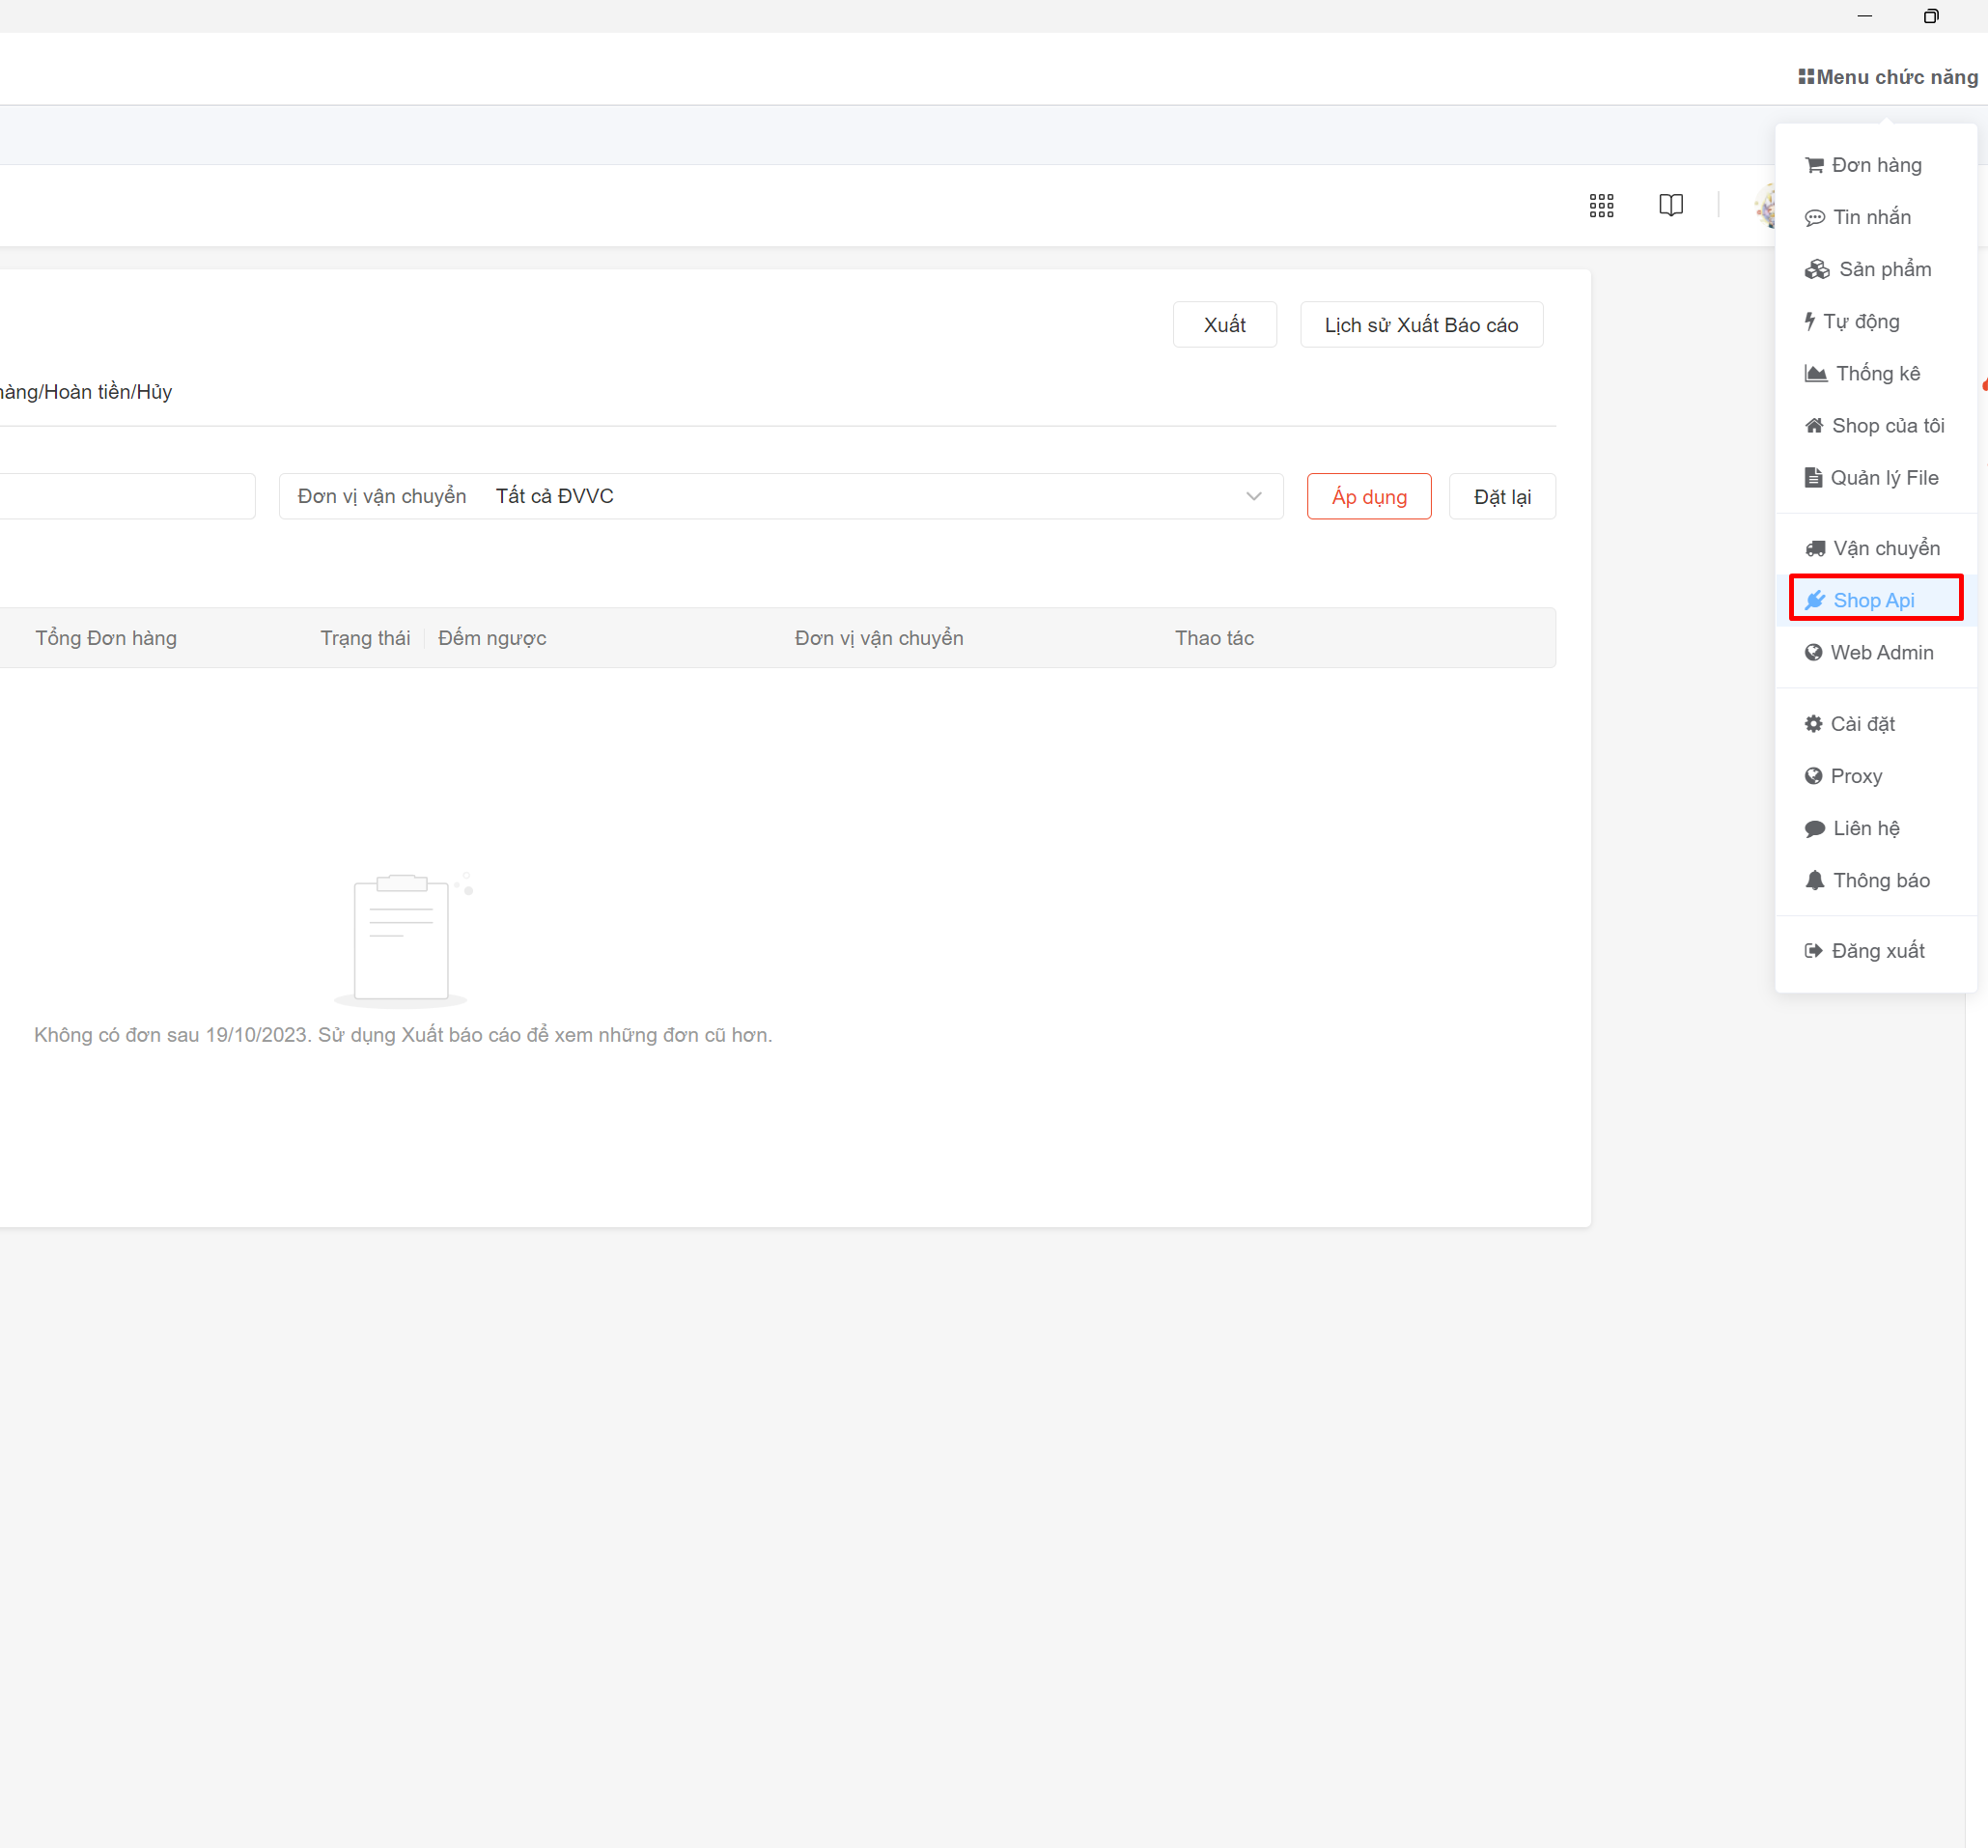 Menu chức năng
Đơn hàng
Tin nhắn
Sản phẩm
Tự động
Thống kê
Shop của tôi
Quản lý File
Vận chuyển
Shop Api
Web Admin
Cài đặt
Proxy
Liên hệ
Thông báo
Đăng xuất
Xuất
Lịch sử Xuất Báo cáo
hàng/Hoàn tiền/Hủy
Đơn vị vận chuyển Tất cả ĐVVC
Áp dụng
Đặt lại
Tổng Đơn hàng Trạng thái Đếm ngược Đơn vị vận chuyển Thao tác
Không có đơn sau 19/10/2023. Sử dụng Xuất báo cáo để xem những đơn cũ hơn.